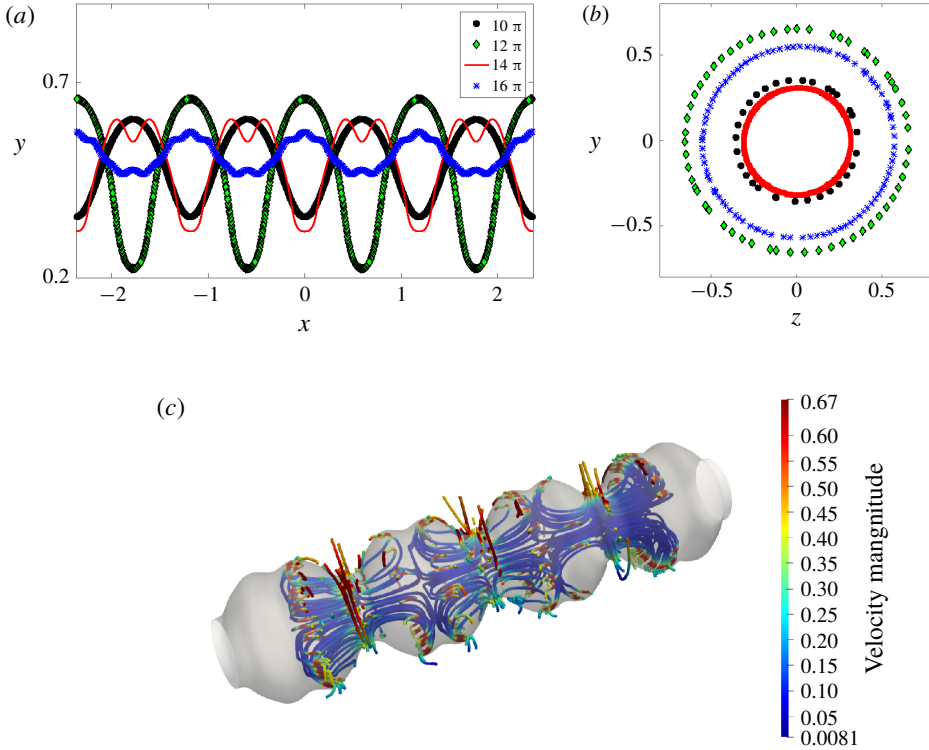 (a)
10 π
12 π
14 π
16 π
0.7
y
0.2
−2
−1
0
1
2
x
(b)
0.5
y
0
−0.5
−0.5
0
0.5
z
(c)
0.67
0.60
0.55
0.50
0.45
0.40
0.35
0.30
0.25
0.20
0.15
0.10
0.05
0.0081
Velocity mangnitude